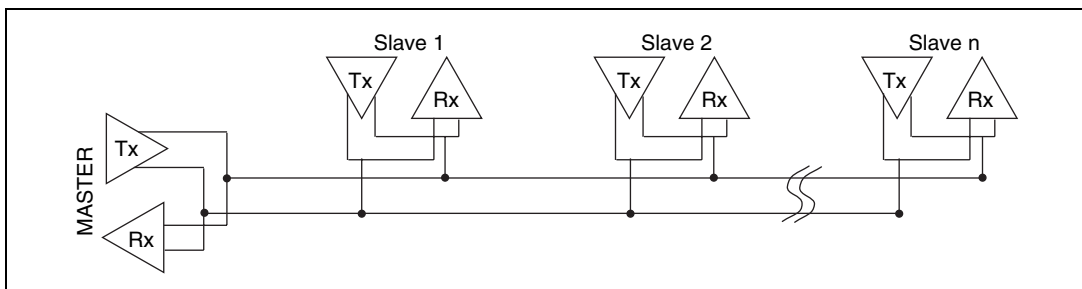 Slave 1
Slave 2
Slave n
Tx
Rx
Tx
Rx
Tx
Rx
MASTER
Tx
Rx